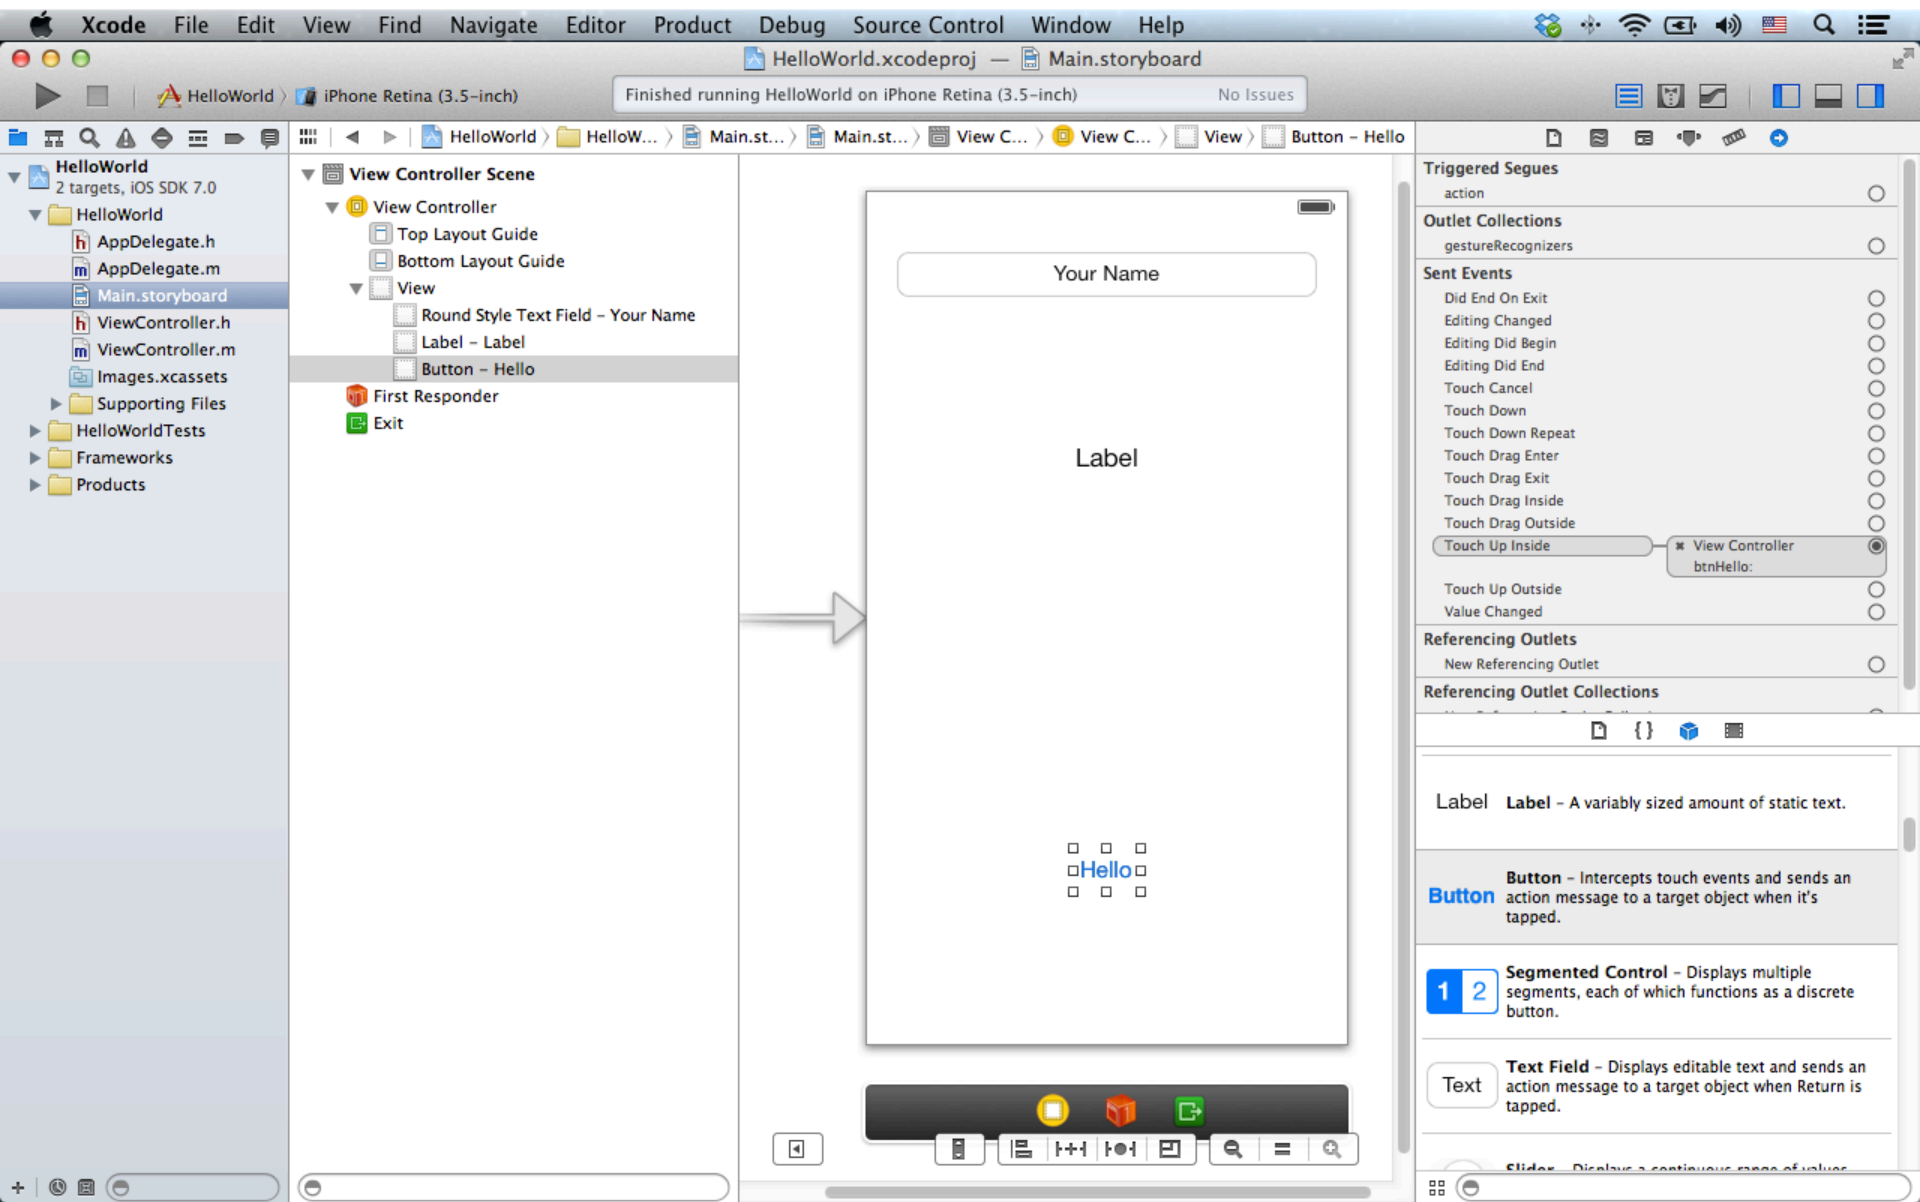 Xcode File Edit View Find Navigate Editor Product Debug Source Control Window Help
HelloWorld.xcodeproj — Main.storyboard
HelloWorld iPhone Retina (3.5-inch)
Finished running HelloWorld on iPhone Retina (3.5-inch) No Issues
HelloWorld HelloW... Main.st... Main.st... View C... View C... View Button – Hello
HelloWorld
2 targets, iOS SDK 7.0
HelloWorld
AppDelegate.h
AppDelegate.m
Main.storyboard
ViewController.h
ViewController.m
Images.xcassets
Supporting Files
HelloWorldTests
Frameworks
Products
View Controller Scene
View Controller
Top Layout Guide
Bottom Layout Guide
View
Round Style Text Field – Your Name
Label – Label
Button – Hello
First Responder
Exit
Your Name
Label
Hello
Triggered Segues
action
Outlet Collections
gestureRecognizers
Sent Events
Did End On Exit
Editing Changed
Editing Did Begin
Editing Did End
Touch Cancel
Touch Down
Touch Down Repeat
Touch Drag Enter
Touch Drag Exit
Touch Drag Inside
Touch Drag Outside
Touch Up Inside View Controller
btnHello:
Touch Up Outside
Value Changed
Referencing Outlets
New Referencing Outlet
Referencing Outlet Collections
Label Label – A variably sized amount of static text.
Button – Intercepts touch events and sends an
Button action message to a target object when it's
tapped.
Segmented Control – Displays multiple
1 2 segments, each of which functions as a discrete
button.
Text Field – Displays editable text and sends an
Text action message to a target object when Return is
tapped.
Slider – Displays a continuous range of values